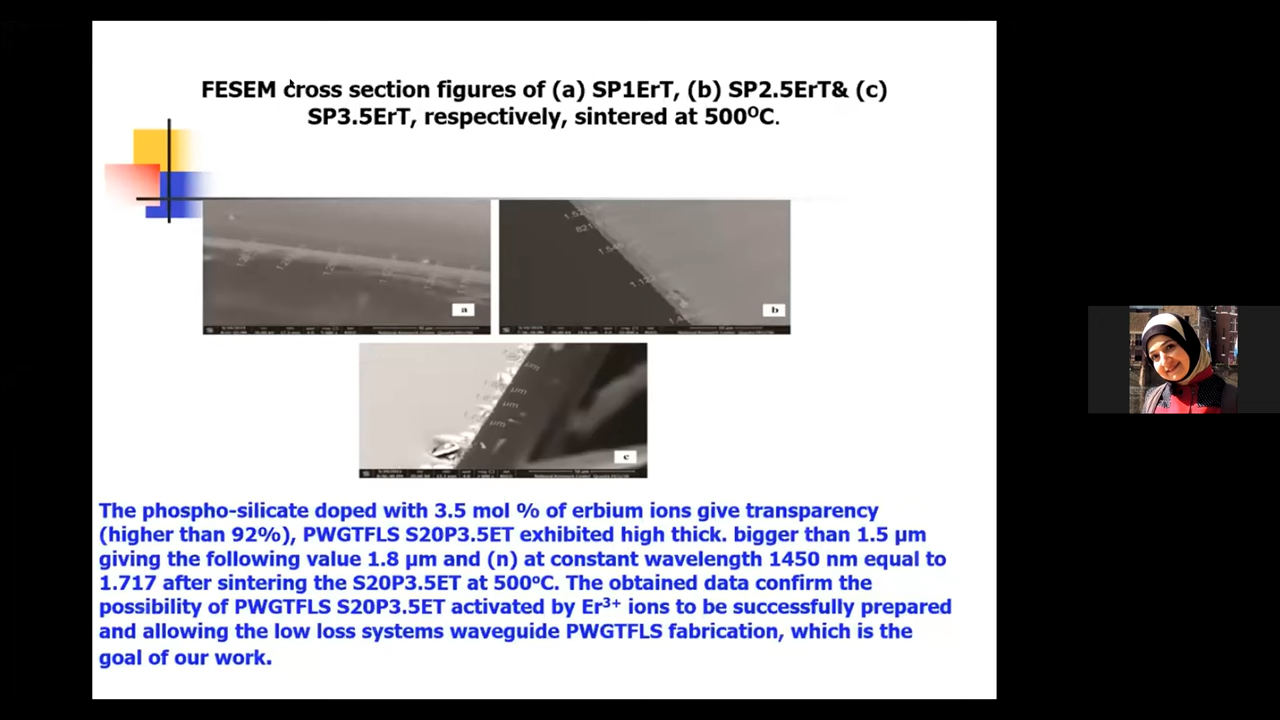 FESEM cross section figures of (a) SP1ErT, (b) SP2.5ErT& (c)
SP3.5ErT, respectively, sintered at 500⁰C.
a
b
c
The phospho-silicate doped with 3.5 mol % of erbium ions give transparency
(higher than 92%), PWGTFLS S20P3.5ET exhibited high thick. bigger than 1.5 µm
giving the following value 1.8 µm and (n) at constant wavelength 1450 nm equal to
1.717 after sintering the S20P3.5ET at 500ºC. The obtained data confirm the
possibility of PWGTFLS S20P3.5ET activated by Er³⁺ ions to be successfully prepared
and allowing the low loss systems waveguide PWGTFLS fabrication, which is the
goal of our work.